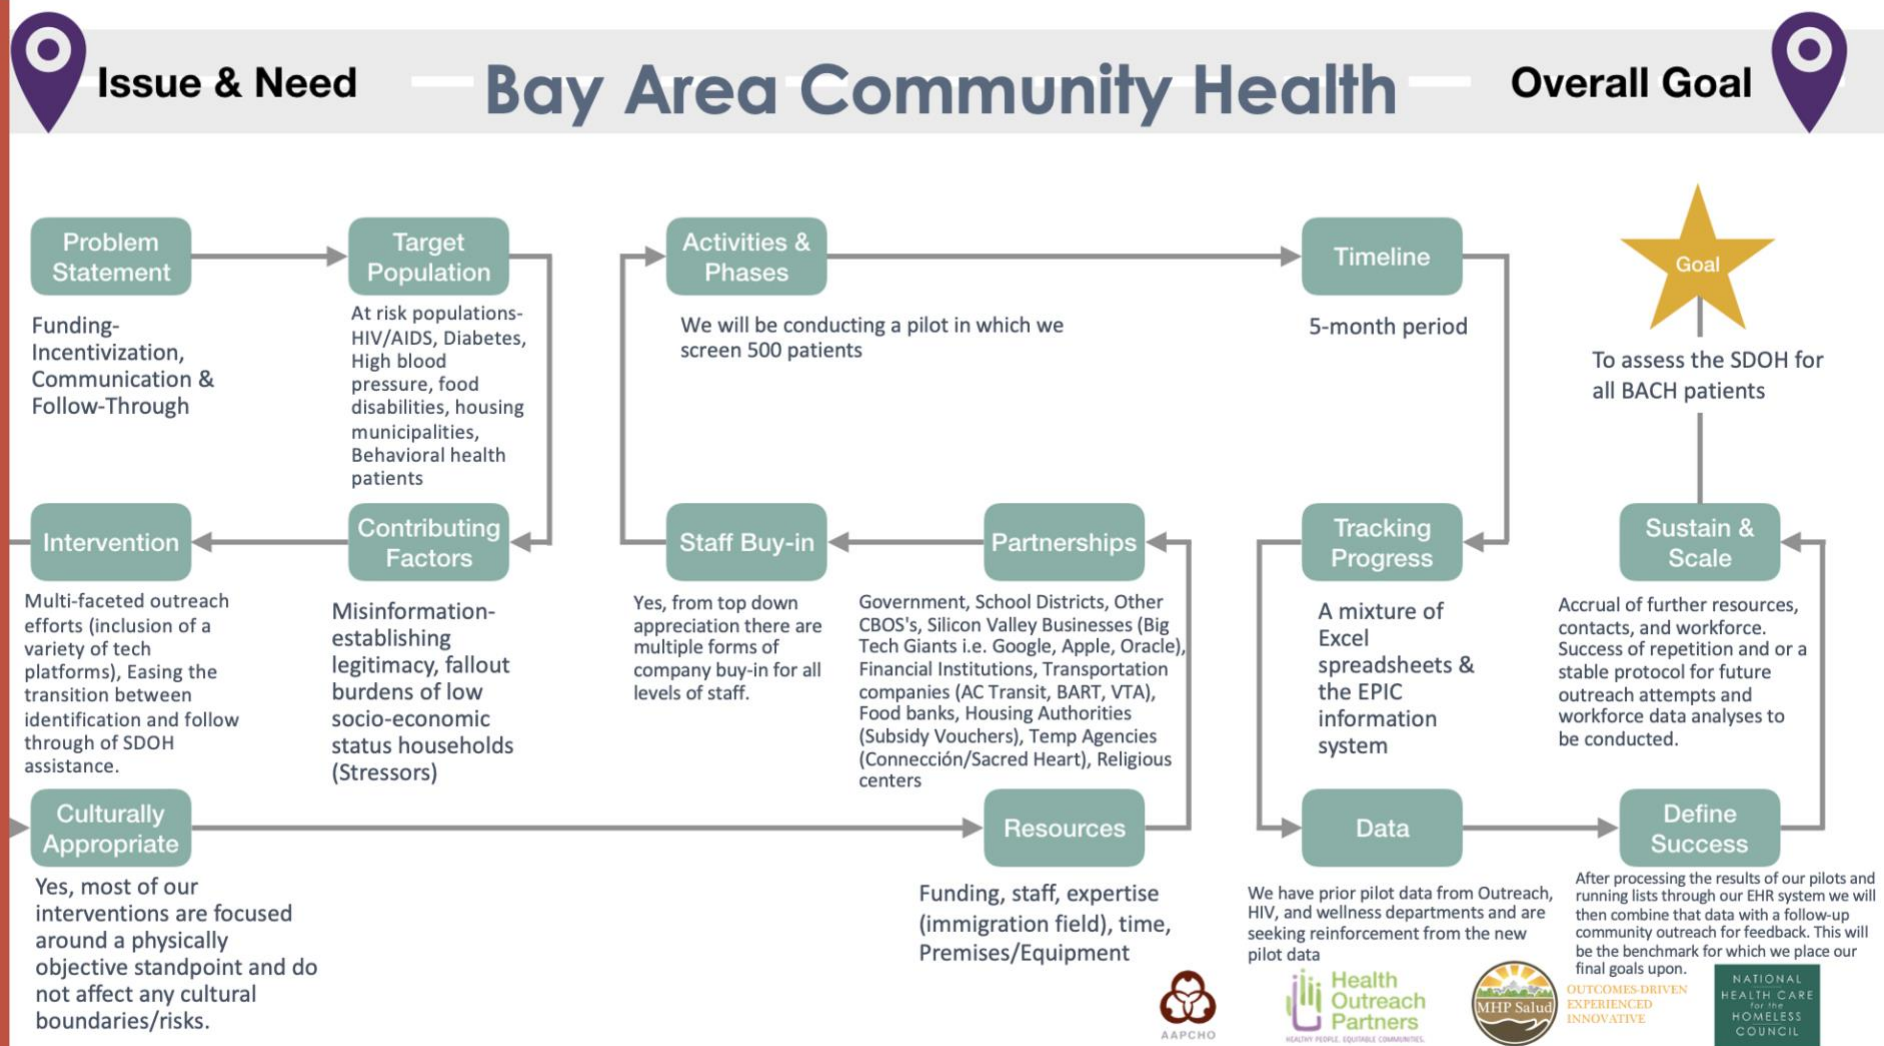 Issue & Need
Bay Area Community Health
Overall Goal
Problem
Statement
Funding-
Incentivization,
Communication &
Follow-Through
Target
Population
At risk populations-
HIV/AIDS, Diabetes,
High blood
pressure, food
disabilities, housing
municipalities,
Behavioral health
patients
Contributing
Factors
Misinformation-
establishing
legitimacy, fallout
burdens of low
socio-economic
status households
(Stressors)
Intervention
Multi-faceted outreach
efforts (inclusion of a
variety of tech
platforms), Easing the
transition between
identification and follow
through of SDOH
assistance.
Culturally
Appropriate
Yes, most of our
interventions are focused
around a physically
objective standpoint and do
not affect any cultural
boundaries/risks.
Resources
Funding, staff, expertise
(immigration field), time,
Premises/Equipment
Partnerships
Government, School Districts, Other
CBOS's, Silicon Valley Businesses (Big
Tech Giants i.e. Google, Apple, Oracle),
Financial Institutions, Transportation
companies (AC Transit, BART, VTA),
Food banks, Housing Authorities
(Subsidy Vouchers), Temp Agencies
(Connección/Sacred Heart), Religious
centers
Staff Buy-in
Yes, from top down
appreciation there are
multiple forms of
company buy-in for all
levels of staff.
Activities &
Phases
We will be conducting a pilot in which we
screen 500 patients
Timeline
5-month period
Tracking
Progress
A mixture of
Excel
spreadsheets &
the EPIC
information
system
Data
We have prior pilot data from Outreach,
HIV, and wellness departments and are
seeking reinforcement from the new
pilot data
Define
Success
After processing the results of our pilots and
running lists through our EHR system we will
then combine that data with a follow-up
community outreach for feedback. This will
be the benchmark for which we place our
final goals upon.
Sustain &
Scale
Accrual of further resources,
contacts, and workforce.
Success of repetition and or a
stable protocol for future
outreach attempts and
workforce data analyses to
be conducted.
Goal
To assess the SDOH for
all BACH patients
AAPCHO
Health
Outreach
Partners
HEALTHY PEOPLE. EQUITABLE COMMUNITIES.
MHP Salud
OUTCOMES-DRIVEN
EXPERIENCED
INNOVATIVE
NATIONAL
HEALTH CARE
for the
HOMELESS
COUNCIL